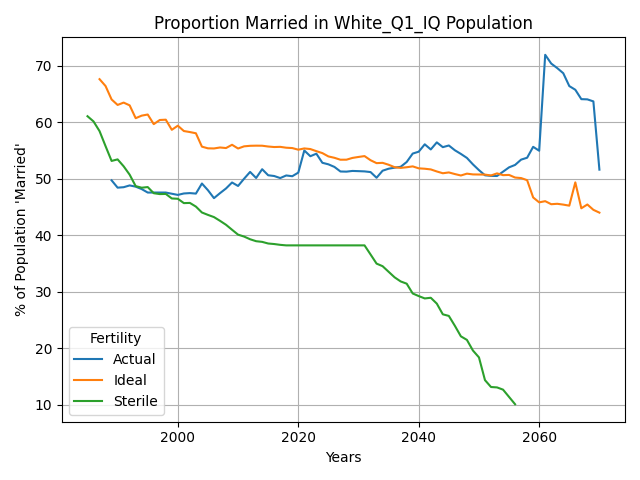 Proportion Married in White_Q1_IQ Population
% of Population 'Married'
70
60
50
40
30
20
10
Fertility
Actual
Ideal
Sterile
2000
2020
2040
2060
Years